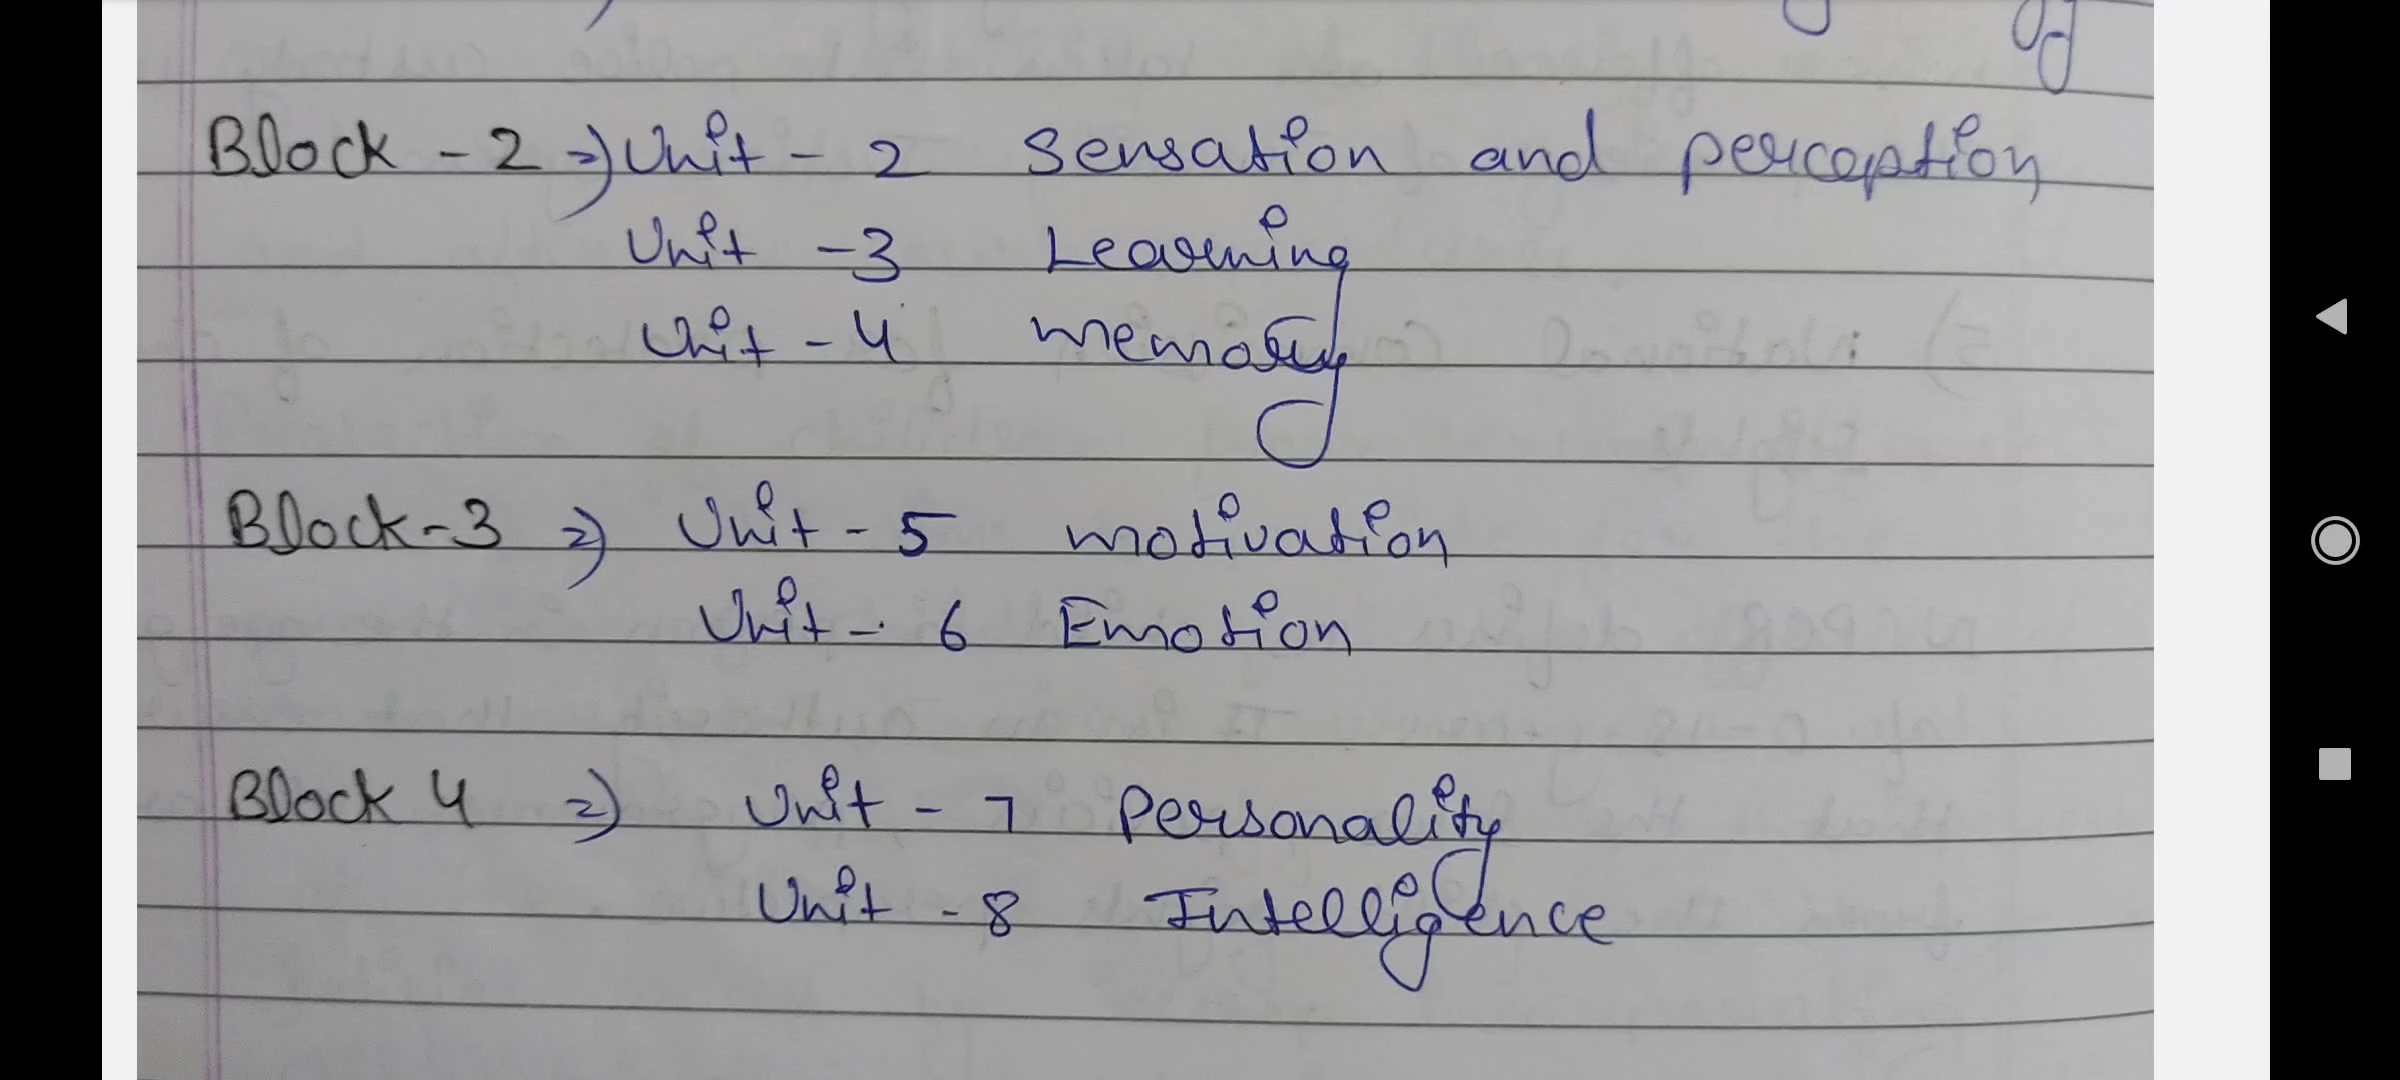 Block - 2 => Unit - 2 Sensation and perception
Unit - 3 Learning
Unit - 4 memory
Block - 3 => Unit - 5 motivation
Unit - 6 Emotion
Block 4 => Unit - 7 Personality
Unit - 8 Intelligence